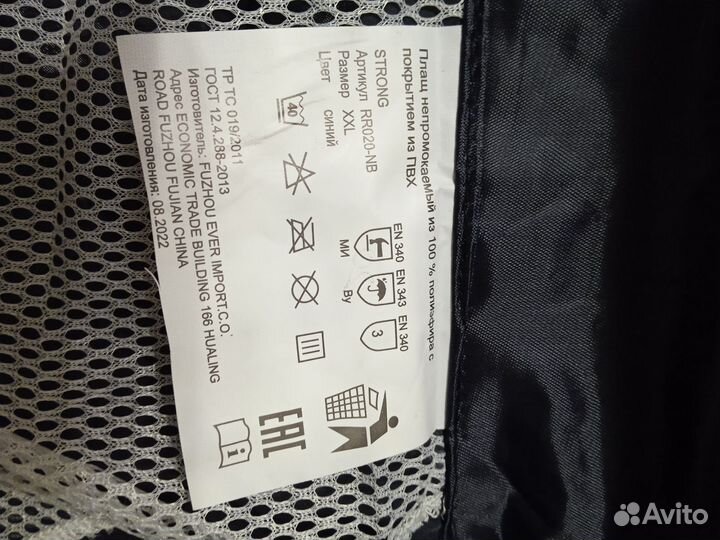 Плащ непромокаемый из 100 % полиэфира с
покрытием из ПВХ
STRONG
Артикул RR020-NB
Размер XXL
Цвет синий
EN 340 EN 343 EN 340
3
МИ Ву
40
ТР ТС 019/2011
ГОСТ 12.4.288-2013
Изготовитель: FUZHOU EVER IMPORT.C.O.
Адрес ECONOMIC TRADE BUILDING 166 HUALING
ROAD FUZHOU FUJIAN CHINA
Дата изготовления: 08.2022
EAC
i
Avito